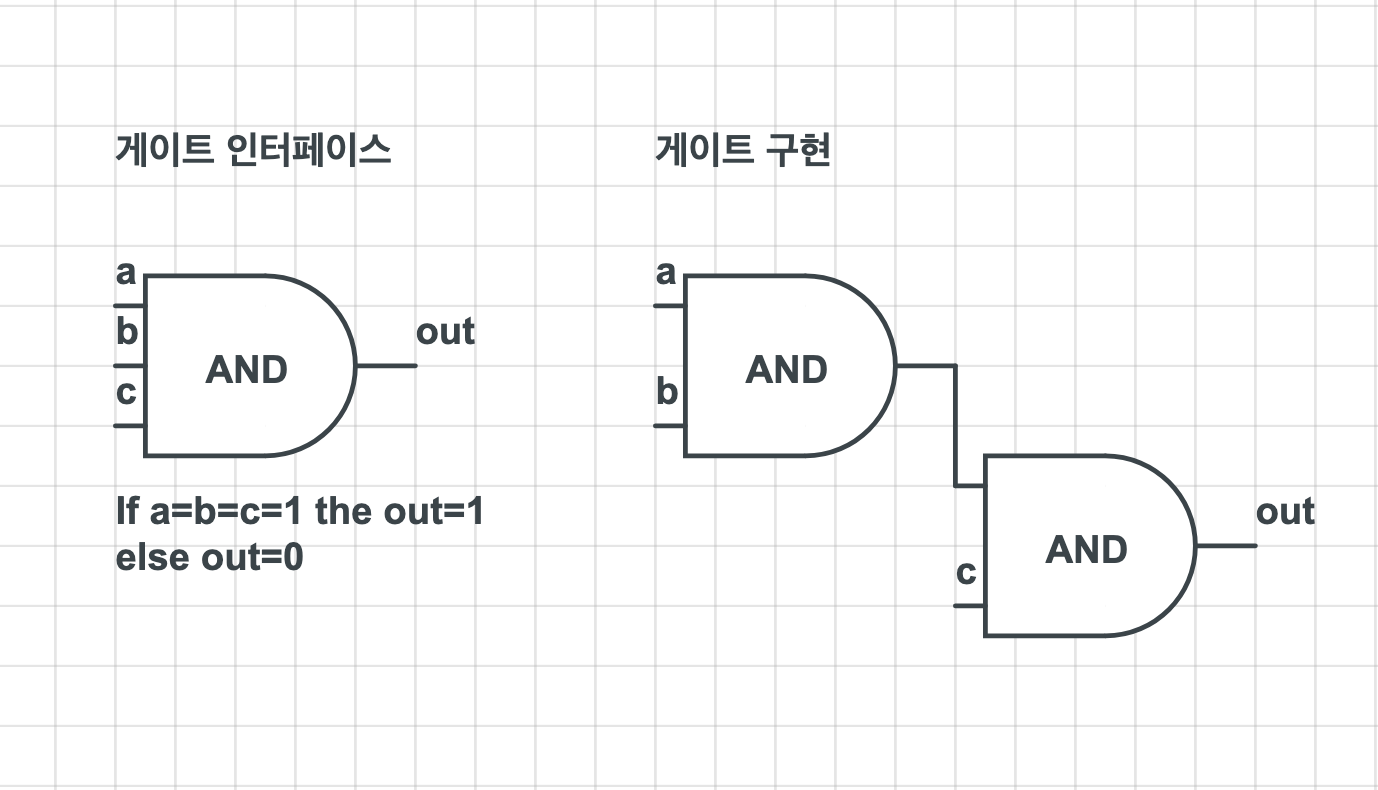 게이트 인터페이스
a
b
c
AND
out
If a=b=c=1 the out=1
else out=0
게이트 구현
a
b
AND
c
AND
out